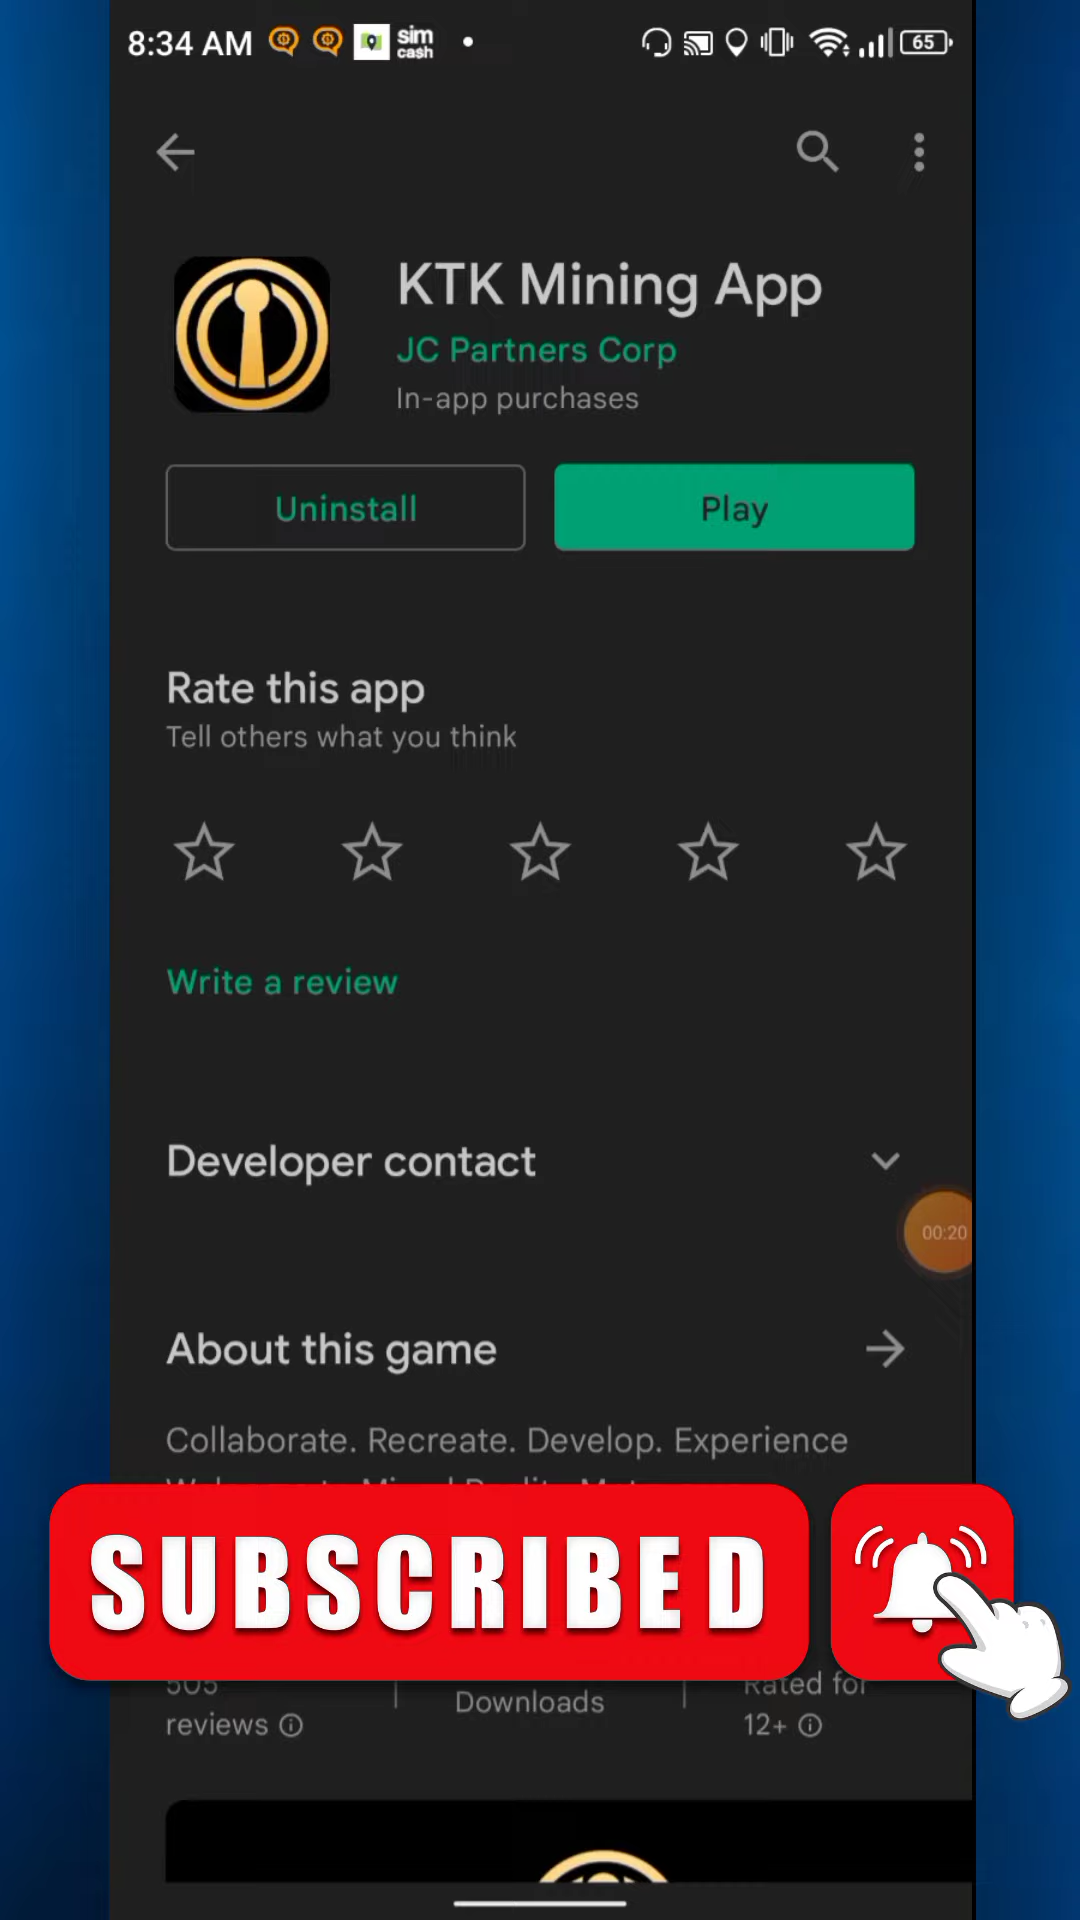 8:34 AM
sim
cash
65
KTK Mining App
JC Partners Corp
In-app purchases
Uninstall
Play
Rate this app
Tell others what you think
Write a review
Developer contact
00:20
About this game
Collaborate. Recreate. Develop. Experience
SUBSCRIBED
505
reviews
Downloads
Rated for
12+